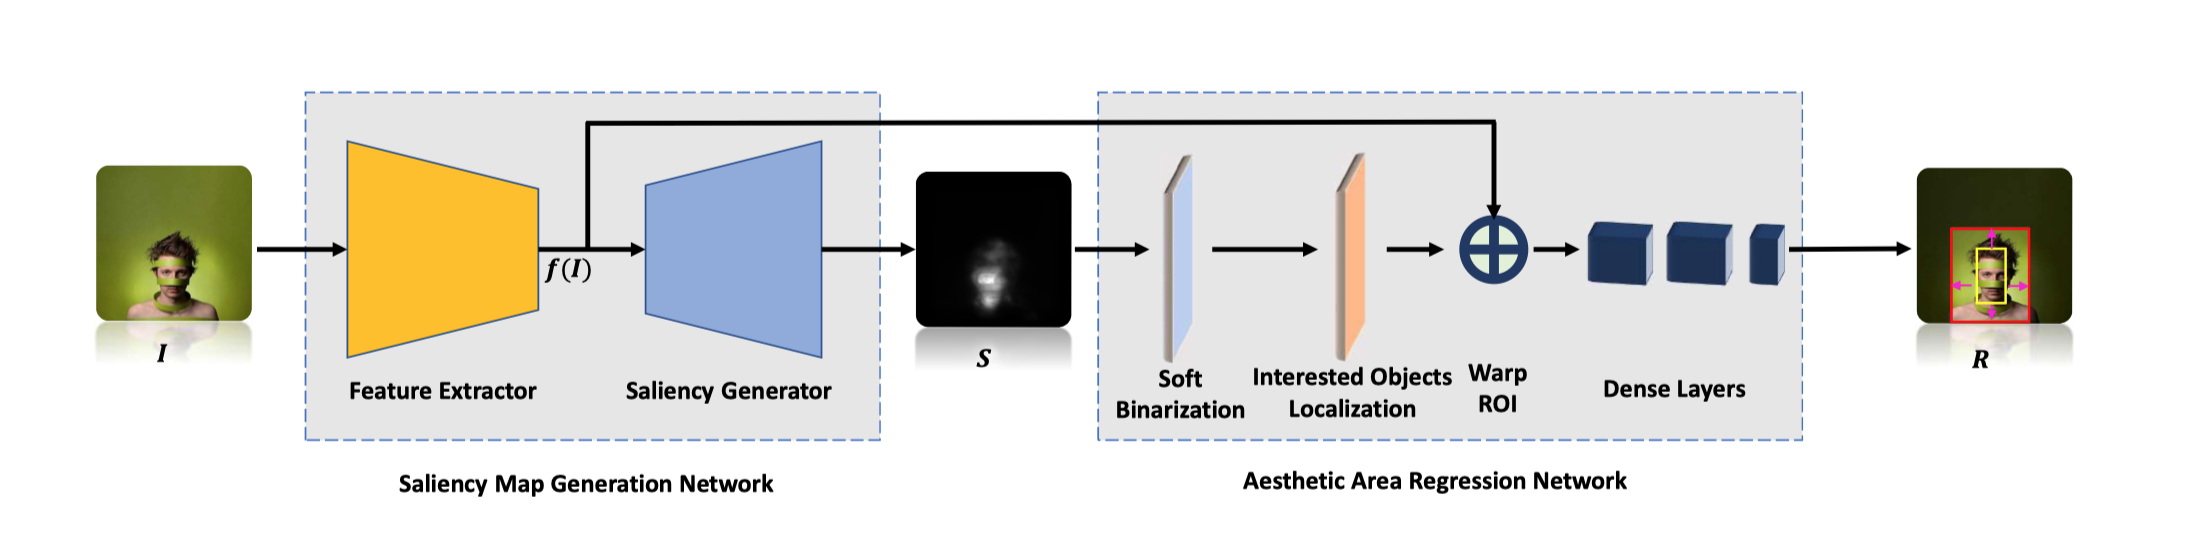 I
f(I)
Feature Extractor
Saliency Generator
S
Soft
Binarization
Interested Objects
Localization
Warp
ROI
Dense Layers
R
Saliency Map Generation Network
Aesthetic Area Regression Network